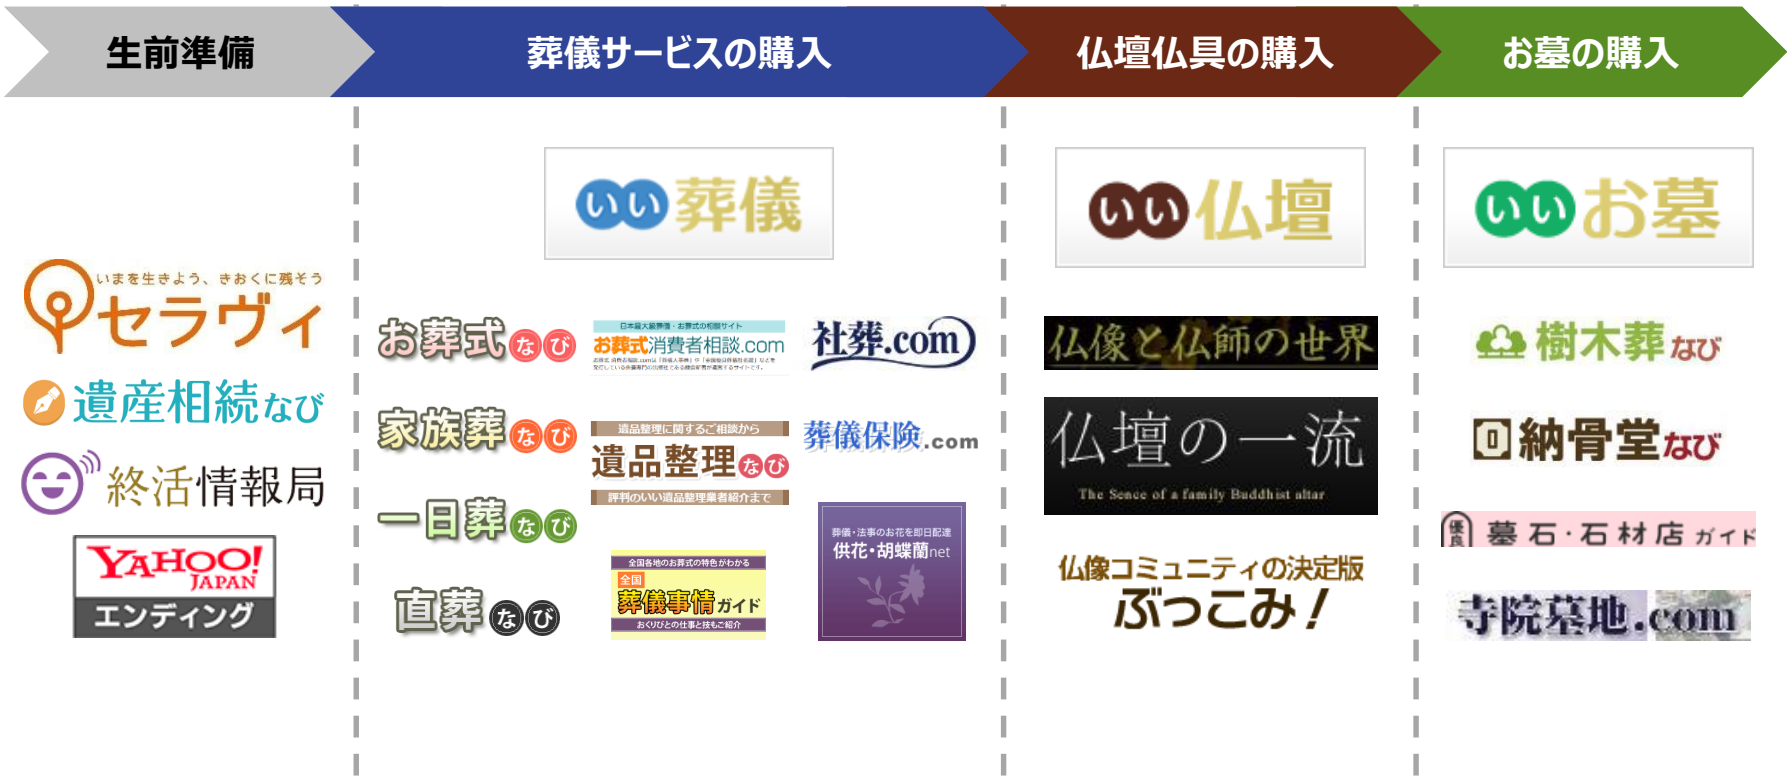 生前準備
葬儀サービスの購入
仏壇仏具の購入
お墓の購入
いまを生きよう、きおくに残そう
セラヴィ
遺産相続なび
終活情報局
YAHOO!
JAPAN
エンディング
いい葬儀
お葬式なび
家族葬なび
一日葬なび
直葬なび
日本最大級葬儀・お葬式の相談サイト
お葬式消費者相談.com
遺品整理に関するご相談から
遺品整理なび
評判のいい遺品整理業者紹介まで
全国各地のお葬式の特色がわかる
全国
葬儀事情ガイド
おくりびとの仕事と技もご紹介
社葬.com
葬儀保険.com
葬儀・法事のお花を即日配達
供花・胡蝶蘭net
いい仏壇
仏像と仏師の世界
仏壇の一流
The Sence of a family Buddhist altar
仏像コミュニティの決定版
ぶっこみ！
いいお墓
樹木葬なび
納骨堂なび
優良
墓石・石材店ガイド
寺院墓地.com